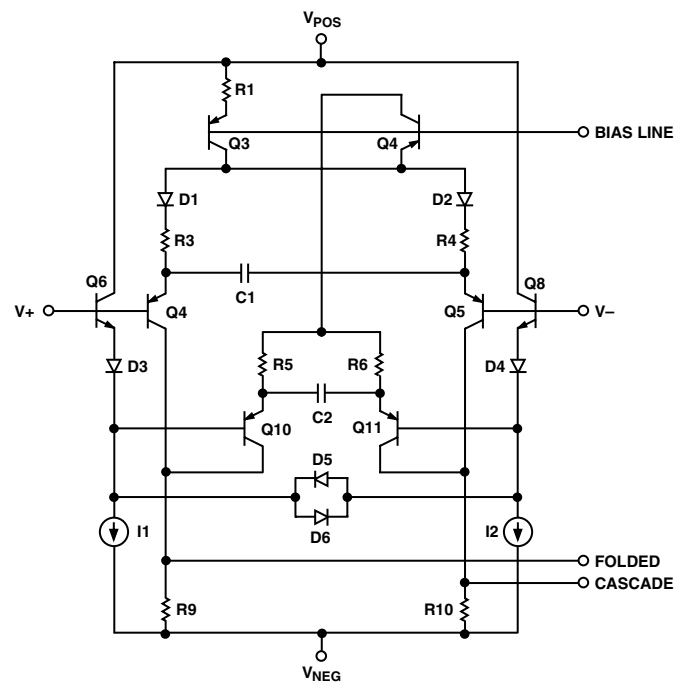 VPOS
R1
Q3
Q4
BIAS LINE
D1
D2
R3
R4
Q6
C1
Q8
V+
Q4
Q5
V–
D3
R5
R6
D4
C2
Q10
Q11
D5
I1
D6
I2
FOLDED
CASCADE
R9
R10
VNEG